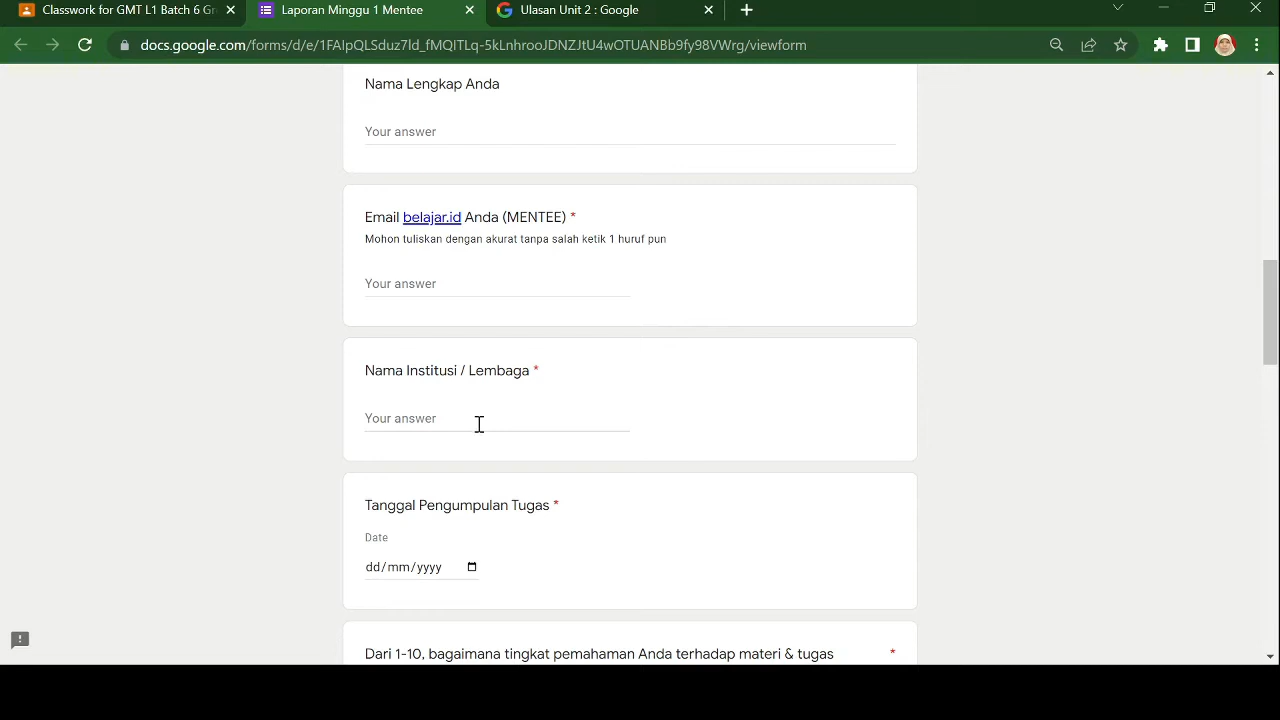 Classwork for GMT L1 Batch 6 Gr
Laporan Minggu 1 Mentee
Ulasan Unit 2 : Google
docs.google.com/forms/d/e/1FAIpQLSduz7ld_fMQITLq-5kLnhrooJDNZJtU4wOTUANBb9fy98VWrg/viewform
Nama Lengkap Anda
Your answer
Email belajar.id Anda (MENTEE) *
Mohon tuliskan dengan akurat tanpa salah ketik 1 huruf pun
Your answer
Nama Institusi / Lembaga *
Your answer
Tanggal Pengumpulan Tugas *
Date
dd/mm/yyyy
Dari 1-10, bagaimana tingkat pemahaman Anda terhadap materi & tugas *